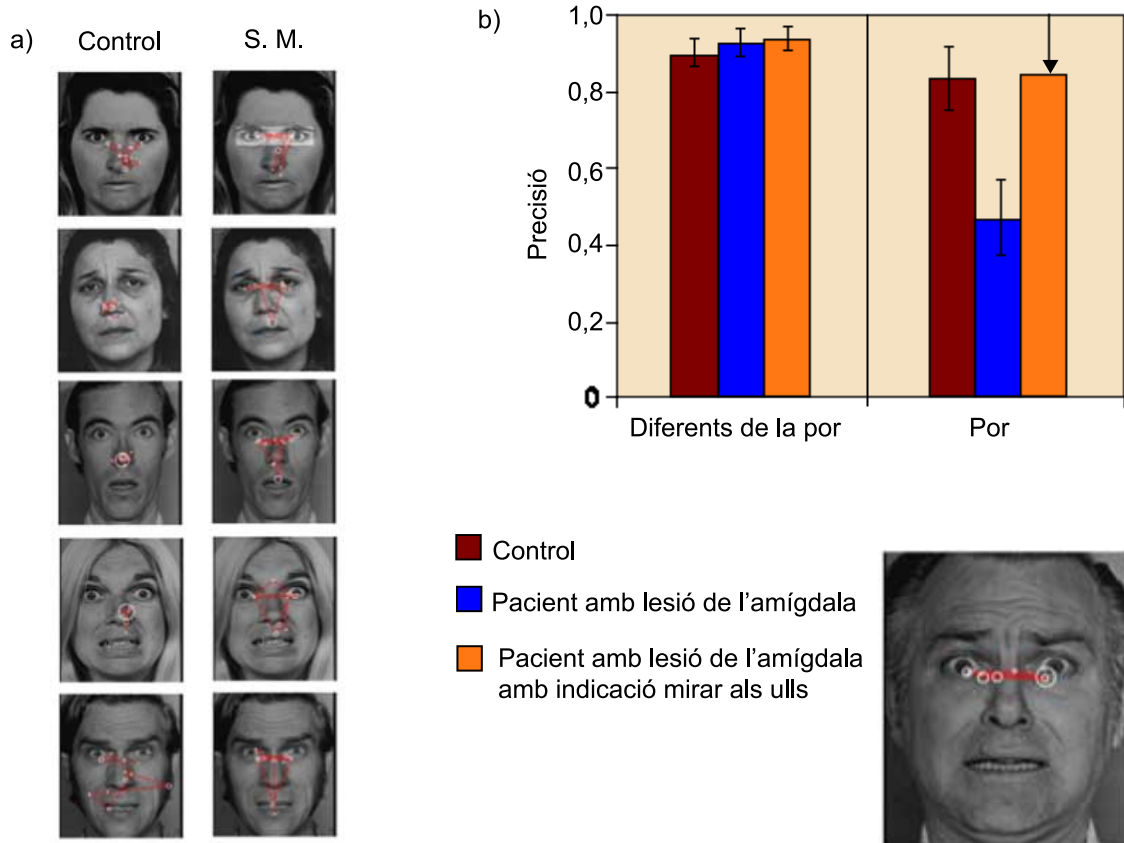 a)
Control
S. M.
b)
Precisió
1,0
0,8
0,6
0,4
0,2
0
Diferents de la por
Por
Control
Pacient amb lesió de l'amígdala
Pacient amb lesió de l'amígdala
amb indicació mirar als ulls